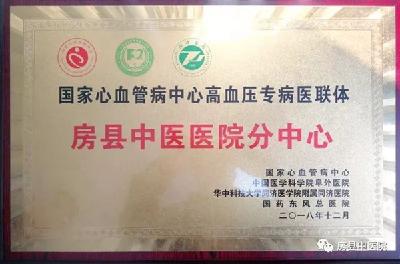 国家心血管病中心高血压专病医联体
房县中医医院分中心
国家心血管病中心
中国医学科学院阜外医院
华中科技大学同济医学院附属同济医院
国药东风总医院
二〇一八年十二月
房县中医院